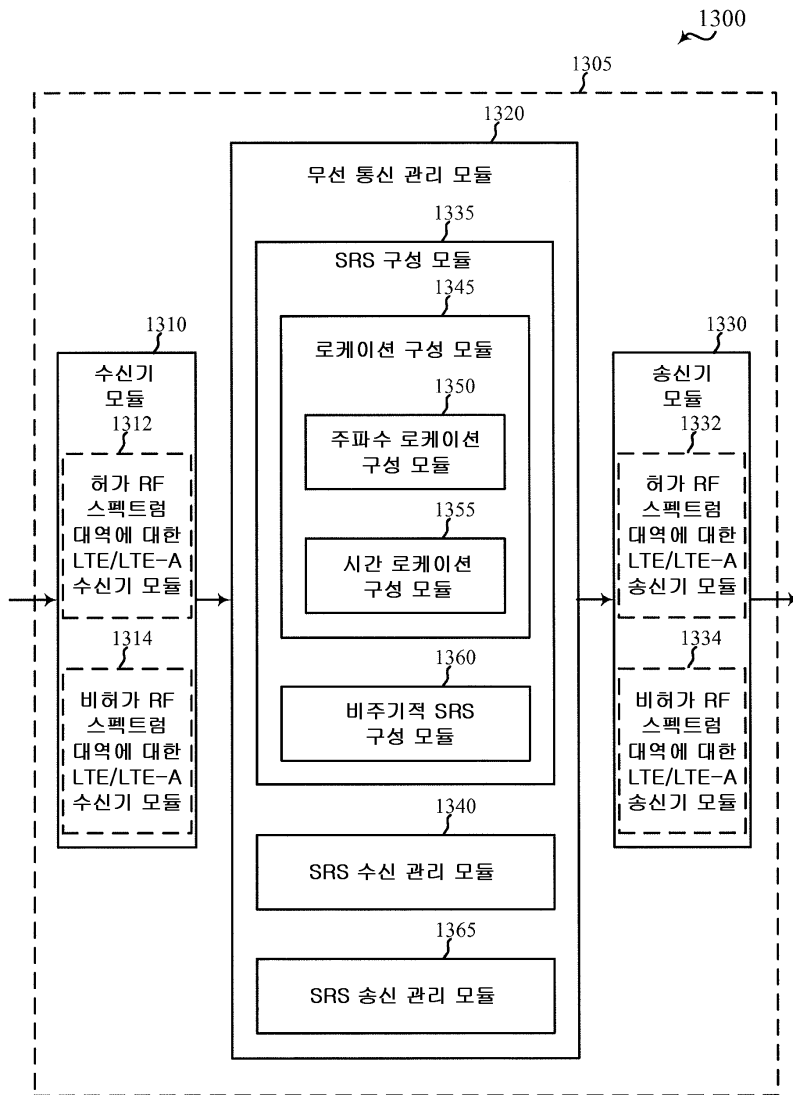 1300
1305
1320
무선 통신 관리 모듈
1335
SRS 구성 모듈
1345
로케이션 구성 모듈
1350
주파수 로케이션
구성 모듈
1355
시간 로케이션
구성 모듈
1360
비주기적 SRS
구성 모듈
1340
SRS 수신 관리 모듈
1365
SRS 송신 관리 모듈
1310
수신기
모듈
1312
허가 RF
스펙트럼
대역에 대한
LTE/LTE-A
수신기 모듈
1314
비허가 RF
스펙트럼
대역에 대한
LTE/LTE-A
수신기 모듈
1330
송신기
모듈
1332
허가 RF
스펙트럼
대역에 대한
LTE/LTE-A
송신기 모듈
1334
비허가 RF
스펙트럼
대역에 대한
LTE/LTE-A
송신기 모듈